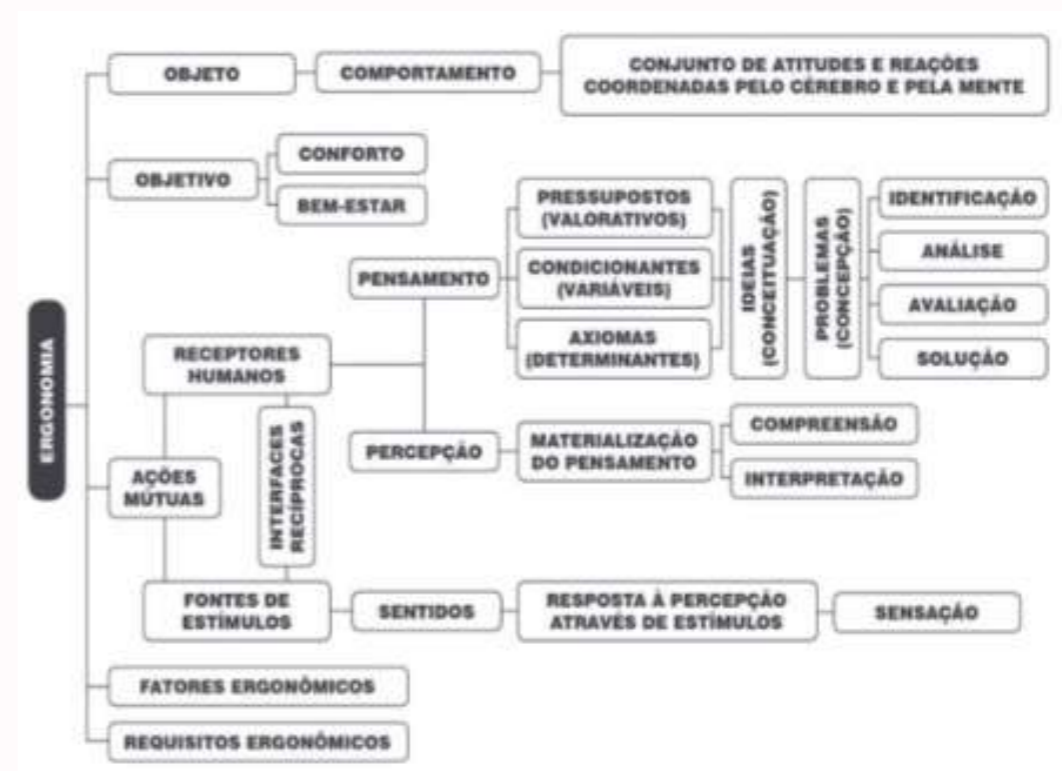 OBJETO
COMPORTAMENTO
CONJUNTO DE ATITUDES E REAÇÕES
COORDENADAS PELO CÉREBRO E PELA MENTE
OBJETIVO
CONFORTO
BEM-ESTAR
ERGONOMIA
AÇÕES
MÚTUAS
RECEPTORES
HUMANOS
INTERFACES
RECÍPROCAS
PENSAMENTO
PRESSUPOSTOS
(VALORATIVOS)
CONDICIONANTES
(VARIÁVEIS)
AXIOMAS
(DETERMINANTES)
IDEIAS
(CONCEITUAÇÃO)
PROBLEMAS
(CONCEPÇÃO)
IDENTIFICAÇÃO
ANÁLISE
AVALIAÇÃO
SOLUÇÃO
PERCEPÇÃO
MATERIALIZAÇÃO
DO PENSAMENTO
COMPREENSÃO
INTERPRETAÇÃO
FONTES DE
ESTÍMULOS
SENTIDOS
RESPOSTA À PERCEPÇÃO
ATRAVÉS DE ESTÍMULOS
SENSAÇÃO
FATORES ERGONÔMICOS
REQUISITOS ERGONÔMICOS